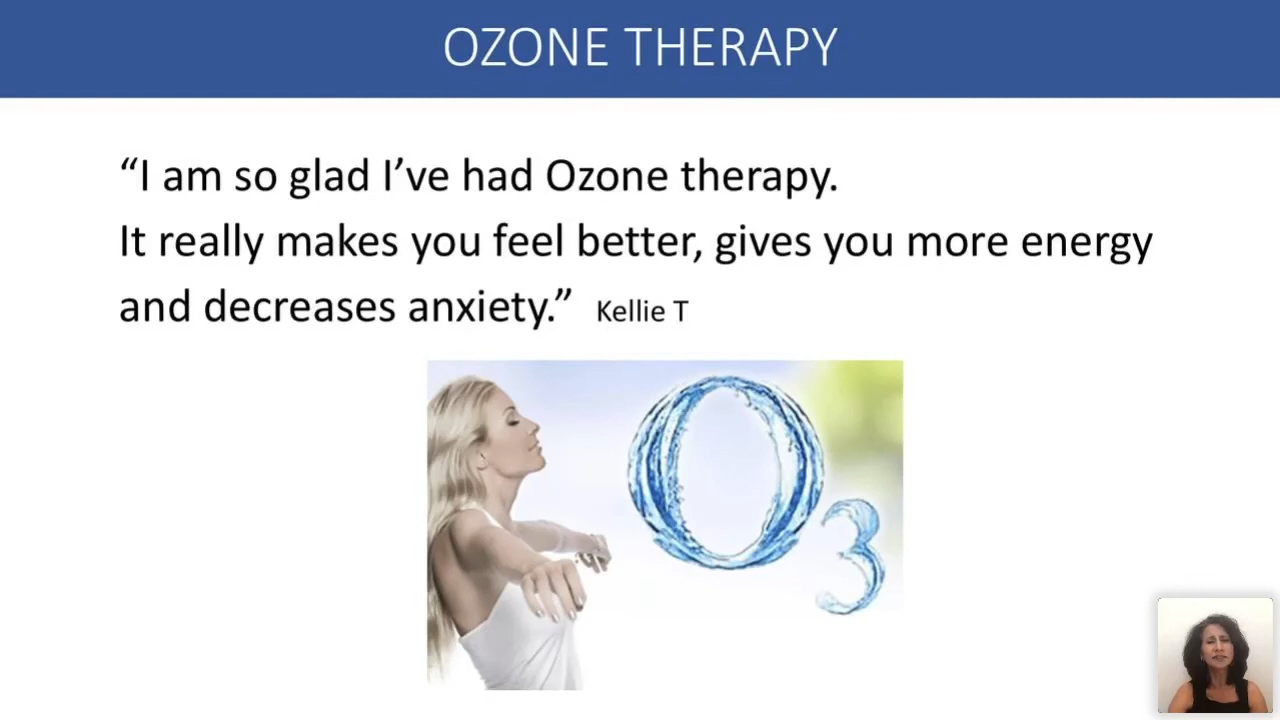 OZONE THERAPY
“I am so glad I’ve had Ozone therapy.
It really makes you feel better, gives you more energy
and decreases anxiety.” Kellie T
O3